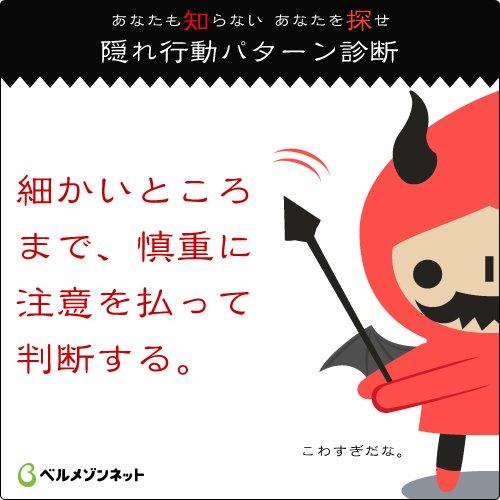 あなたも知らない あなたを探せ
隠れ行動パターン診断
細かいところ
まで、慎重に
注意を払って
判断する。
こわすぎだな。
ベルメゾンネット